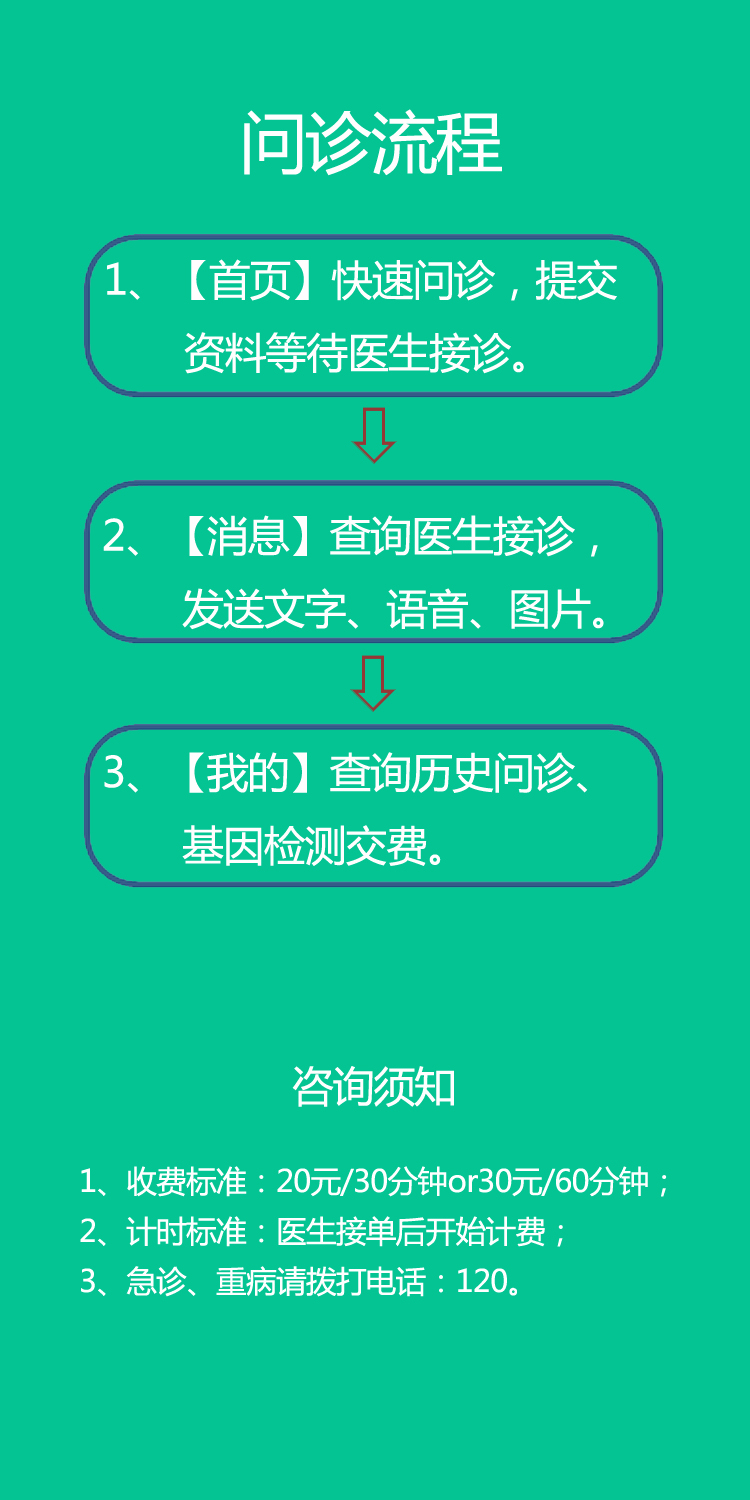 问诊流程
1、【首页】快速问诊，提交
资料等待医生接诊。
2、【消息】查询医生接诊，
发送文字、语音、图片。
3、【我的】查询历史问诊、
基因检测交费。
咨询须知
1、收费标准：20元/30分钟or30元/60分钟；
2、计时标准：医生接单后开始计费；
3、急诊、重病请拨打电话：120。